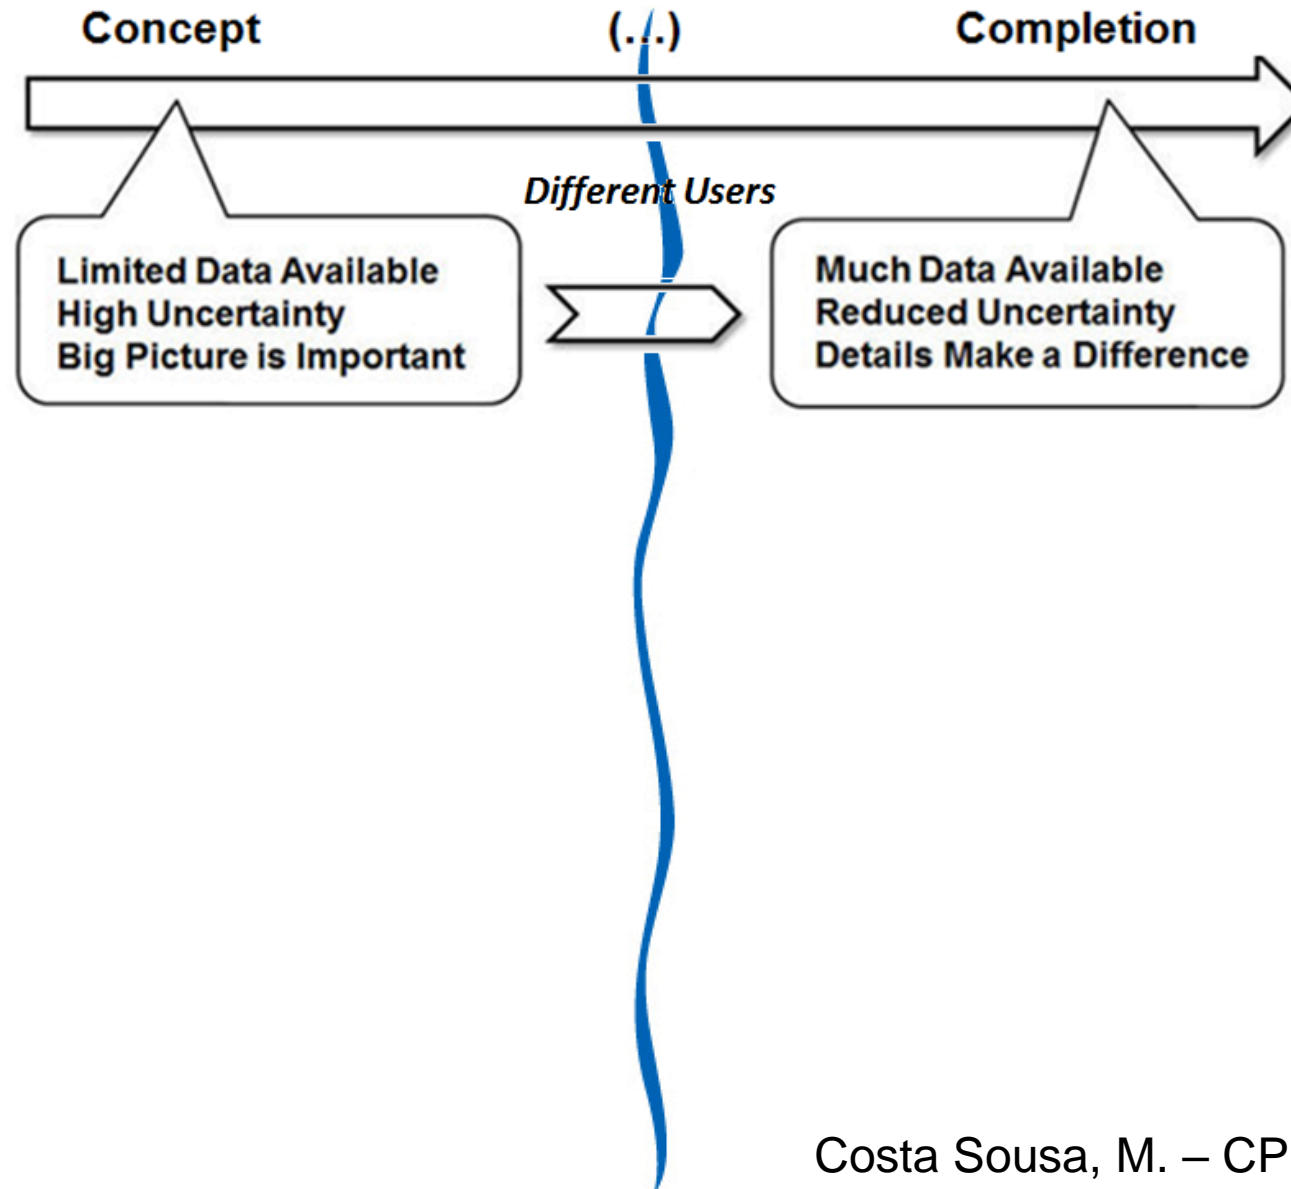 Concept
(...)
Completion
Different Users
Limited Data Available
High Uncertainty
Big Picture is Important
Much Data Available
Reduced Uncertainty
Details Make a Difference
Costa Sousa, M. – CP